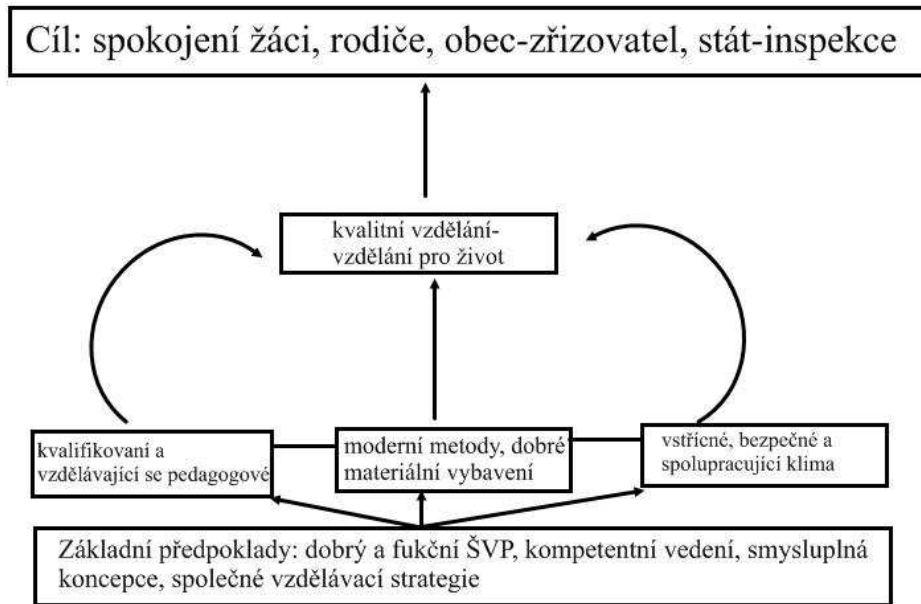 Cíl: spokojení žáci, rodiče, obec-zřizovatel, stát-inspekce
kvalitní vzdělání-
vzdělání pro život
kvalifikovaní a
vzdělávající se pedagogové
moderní metody, dobré
materiální vybavení
vstřícné, bezpečné a
spolupracující klima
Základní předpoklady: dobrý a fukční ŠVP, kompetentní vedení, smysluplná
koncepce, společné vzdělávací strategie